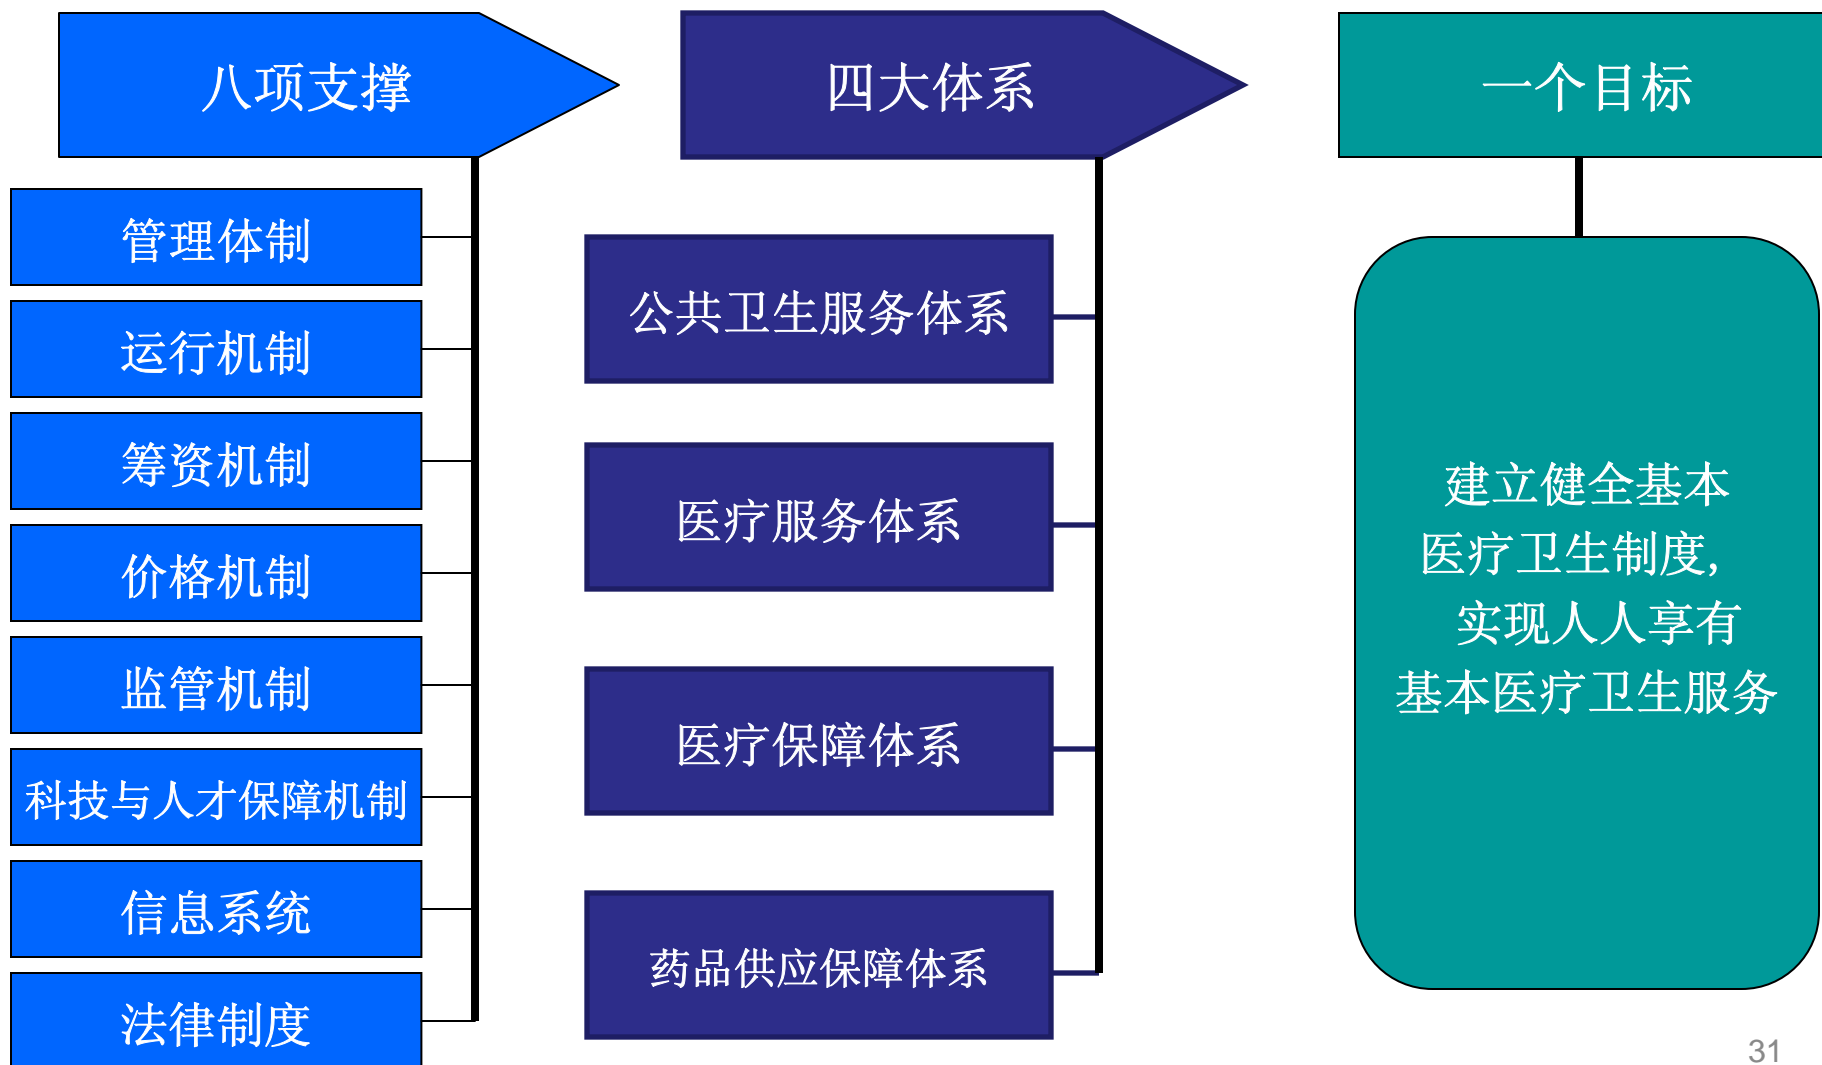 八项支撑
管理体制
运行机制
筹资机制
价格机制
监管机制
科技与人才保障机制
信息系统
法律制度
四大体系
公共卫生服务体系
医疗服务体系
医疗保障体系
药品供应保障体系
一个目标
建立健全基本
医疗卫生制度,
实现人人享有
基本医疗卫生服务
31